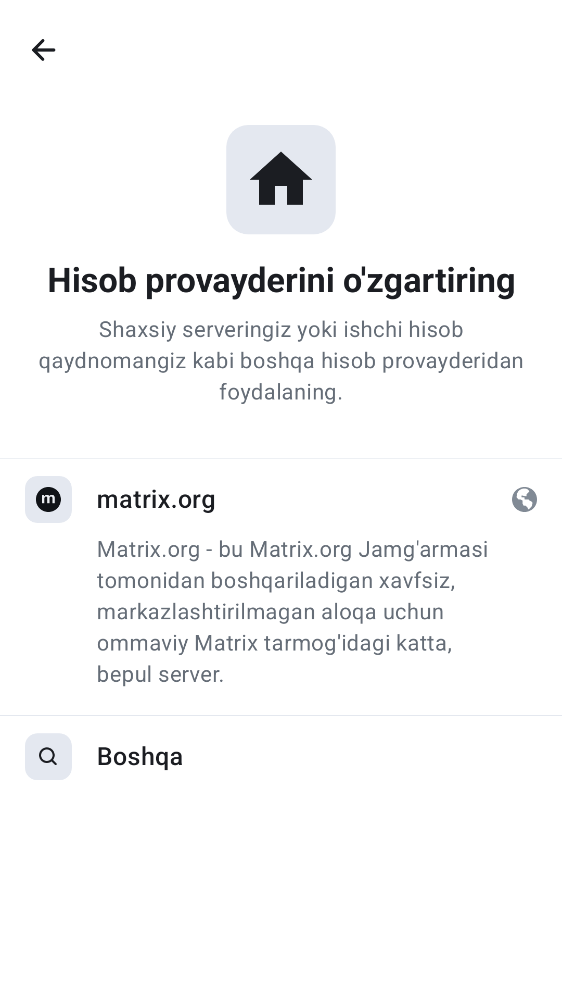 Hisob provayderini o'zgartiring
Shaxsiy serveringiz yoki ishchi hisob
qaydnomangiz kabi boshqa hisob provayderidan
foydalaning.
m
matrix.org
Matrix.org - bu Matrix.org Jamg'armasi
tomonidan boshqariladigan xavfsiz,
markazlashtirilmagan aloqa uchun
ommaviy Matrix tarmog'idagi katta,
bepul server.
Boshqa